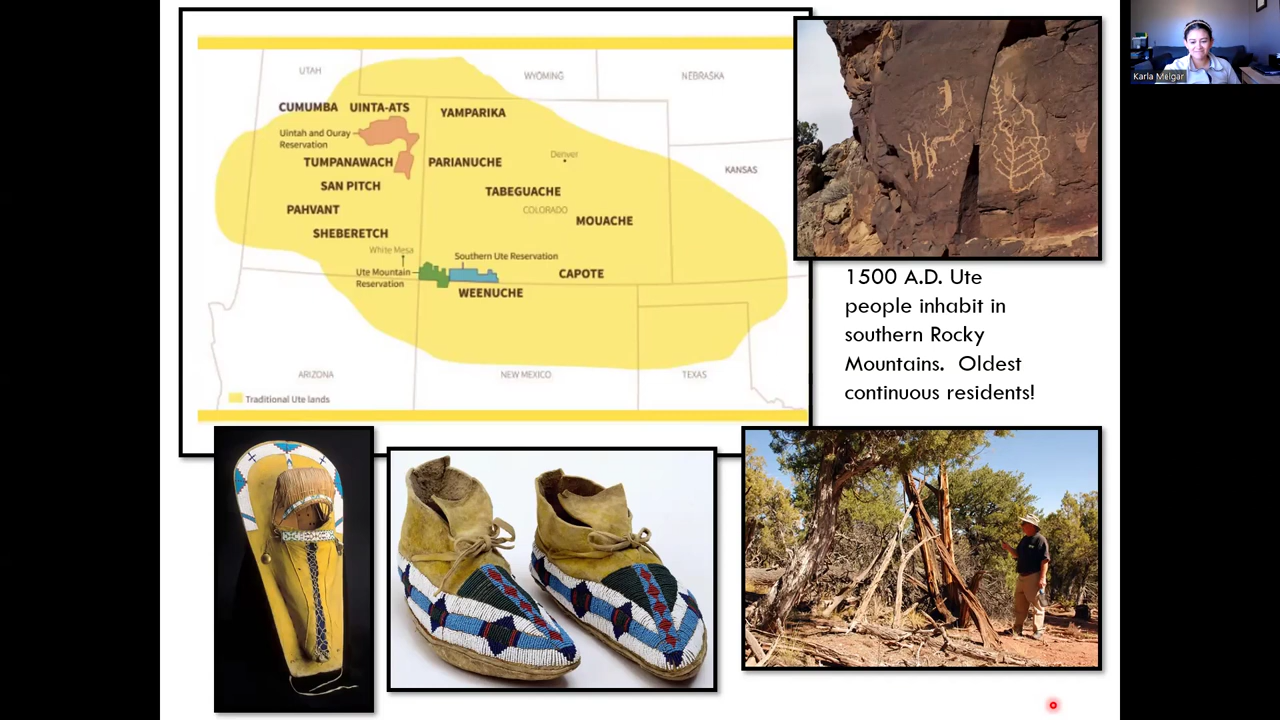 UTAH
WYOMING
NEBRASKA
CUMUMBA UINTA-ATS
YAMPARIKA
Uintah and Ouray
Reservation
Denver
TUMPANAWACH PARIANUCHE
KANSAS
SAN PITCH
TABEGUACHE
PAHVANT
COLORADO
MOUACHE
SHEBERETCH
White Mesa
Southern Ute Reservation
Ute Mountain
Reservation
CAPOTE
WEENUCHE
ARIZONA
NEW MEXICO
TEXAS
Traditional Ute lands
1500 A.D. Ute
people inhabit in
southern Rocky
Mountains. Oldest
continuous residents!
Karla Melgar